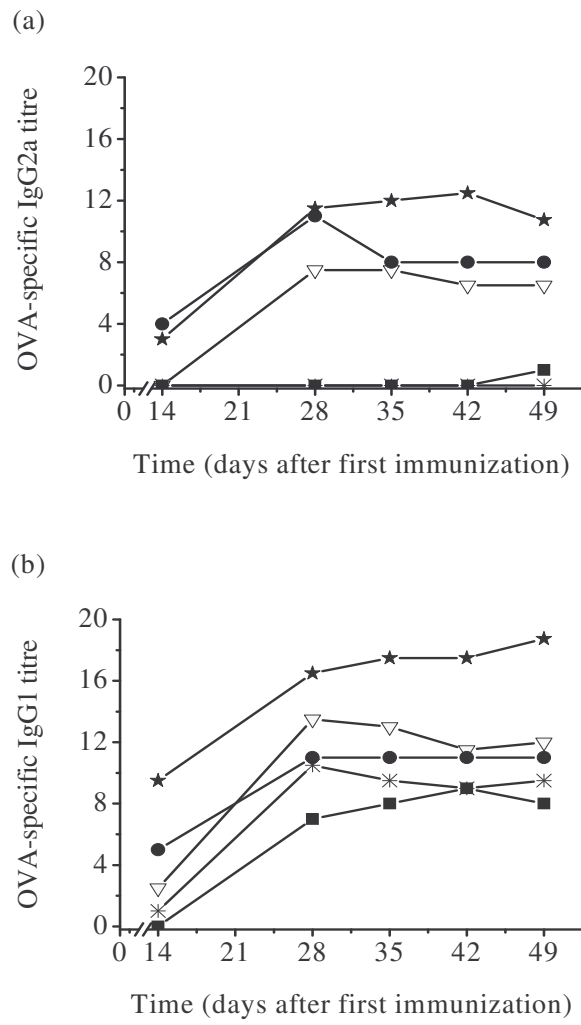 (a)
OVA-specific IgG2a titre
20
16
12
8
4
0
0 14 21 28 35 42 49
Time (days after first immunization)
(b)
OVA-specific IgG1 titre
20
16
12
8
4
0
0 14 21 28 35 42 49
Time (days after first immunization)